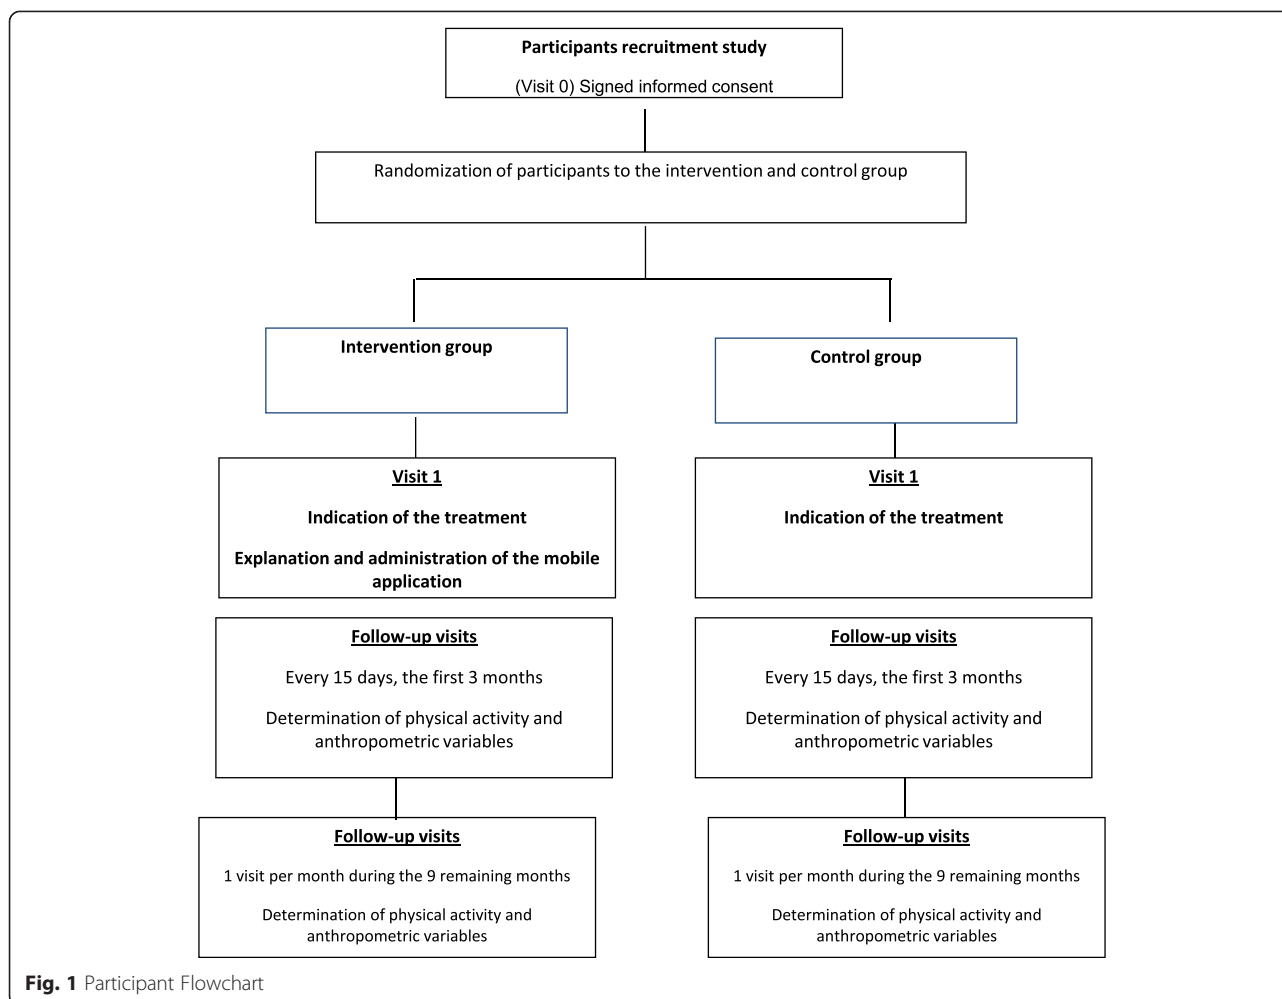 Participants recruitment study
(Visit 0) Signed informed consent
Randomization of participants to the intervention and control group
Intervention group
Control group
Visit 1
Indication of the treatment
Explanation and administration of the mobile
application
Visit 1
Indication of the treatment
Follow-up visits
Every 15 days, the first 3 months
Determination of physical activity and
anthropometric variables
Follow-up visits
Every 15 days, the first 3 months
Determination of physical activity and
anthropometric variables
Follow-up visits
1 visit per month during the 9 remaining months
Determination of physical activity and
anthropometric variables
Follow-up visits
1 visit per month during the 9 remaining months
Determination of physical activity and
anthropometric variables
Fig. 1 Participant Flowchart